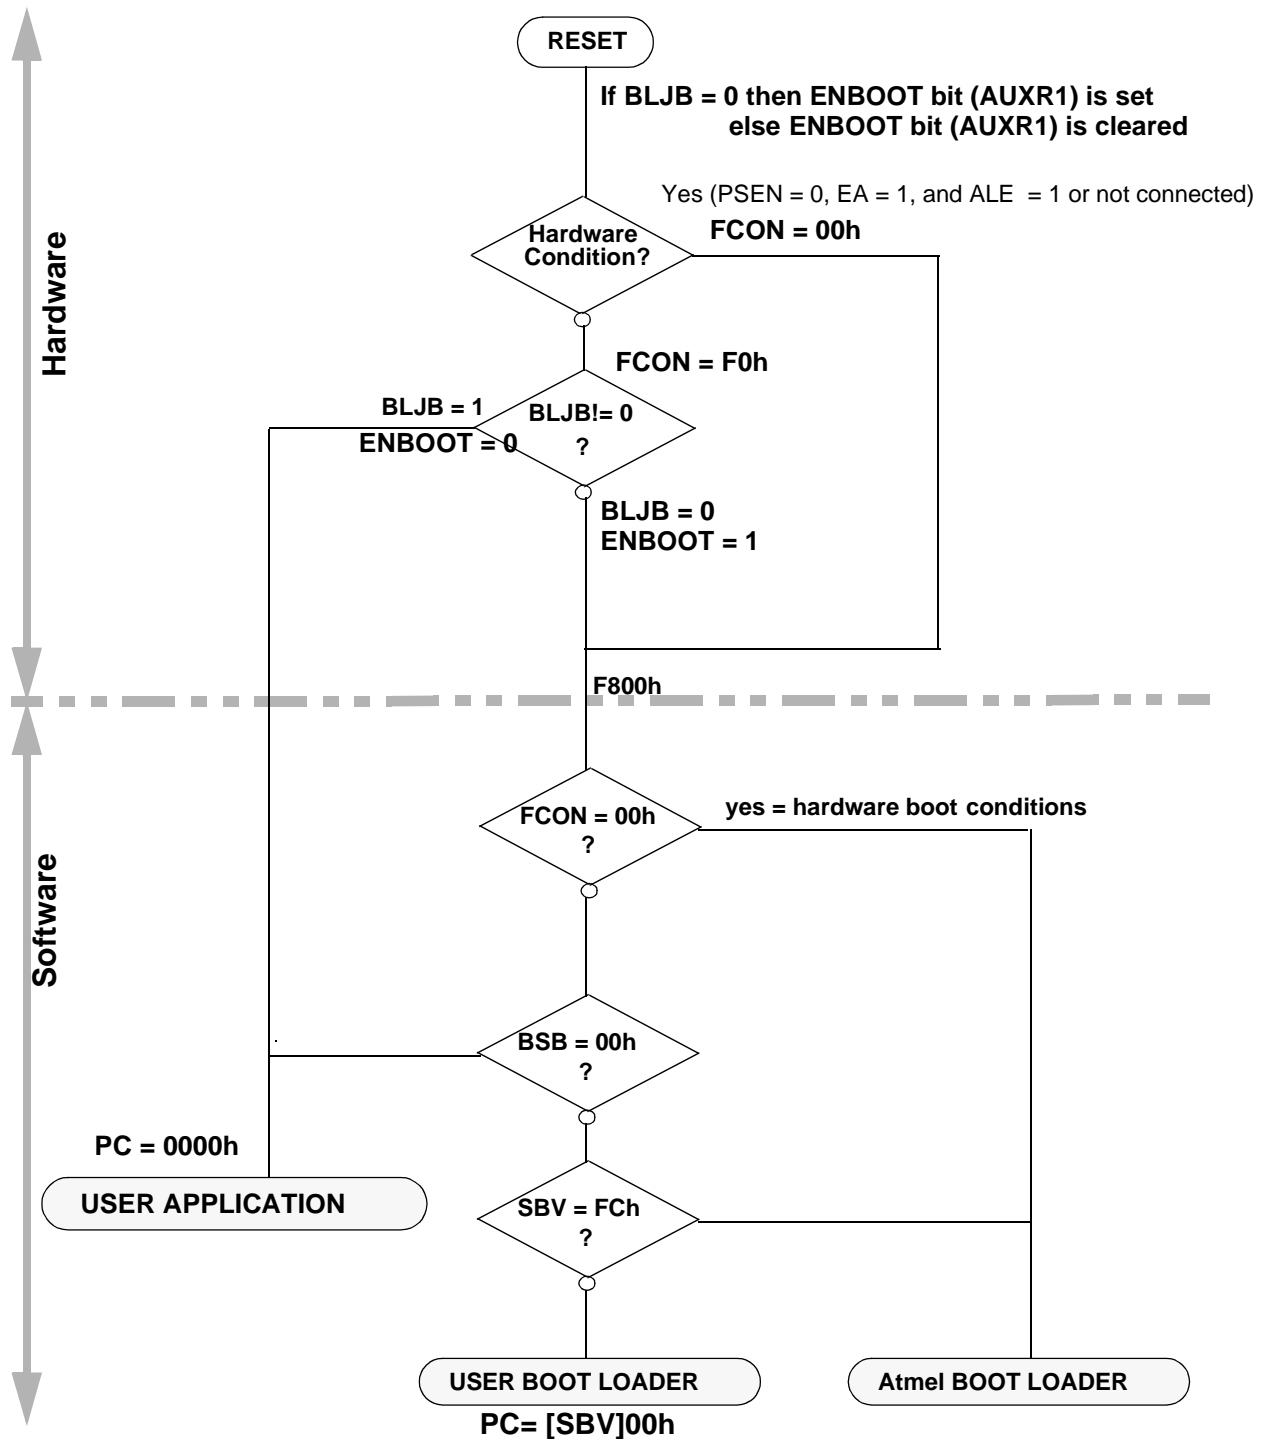 RESET
If BLJB = 0 then ENBOOT bit (AUXR1) is set
else ENBOOT bit (AUXR1) is cleared
Yes (PSEN = 0, EA = 1, and ALE = 1 or not connected)
FCON = 00h
Hardware
Condition?
Hardware
FCON = F0h
BLJB = 1
ENBOOT = 0
BLJB!= 0
?
BLJB = 0
ENBOOT = 1
F800h
FCON = 00h
?
yes = hardware boot conditions
Software
BSB = 00h
?
PC = 0000h
USER APPLICATION
SBV = FCh
?
USER BOOT LOADER
PC= [SBV]00h
Atmel BOOT LOADER